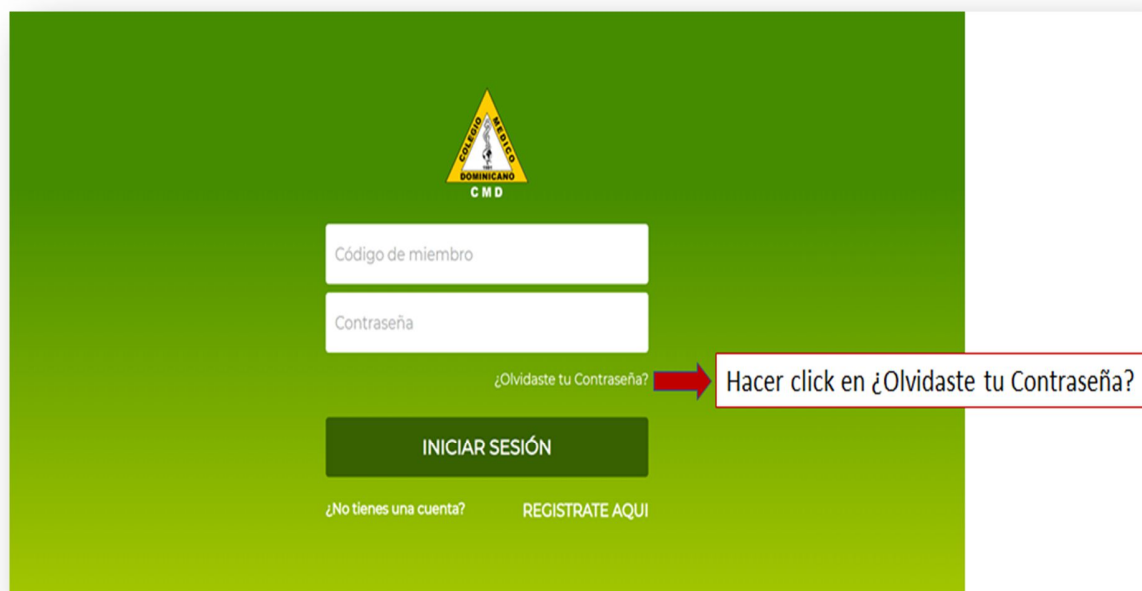 COLEGIO MEDICO
DOMINICANO
CMD
Código de miembro
Contraseña
¿Olvidaste tu Contraseña?
Hacer click en ¿Olvidaste tu Contraseña?
INICIAR SESIÓN
¿No tienes una cuenta? REGISTRATE AQUI